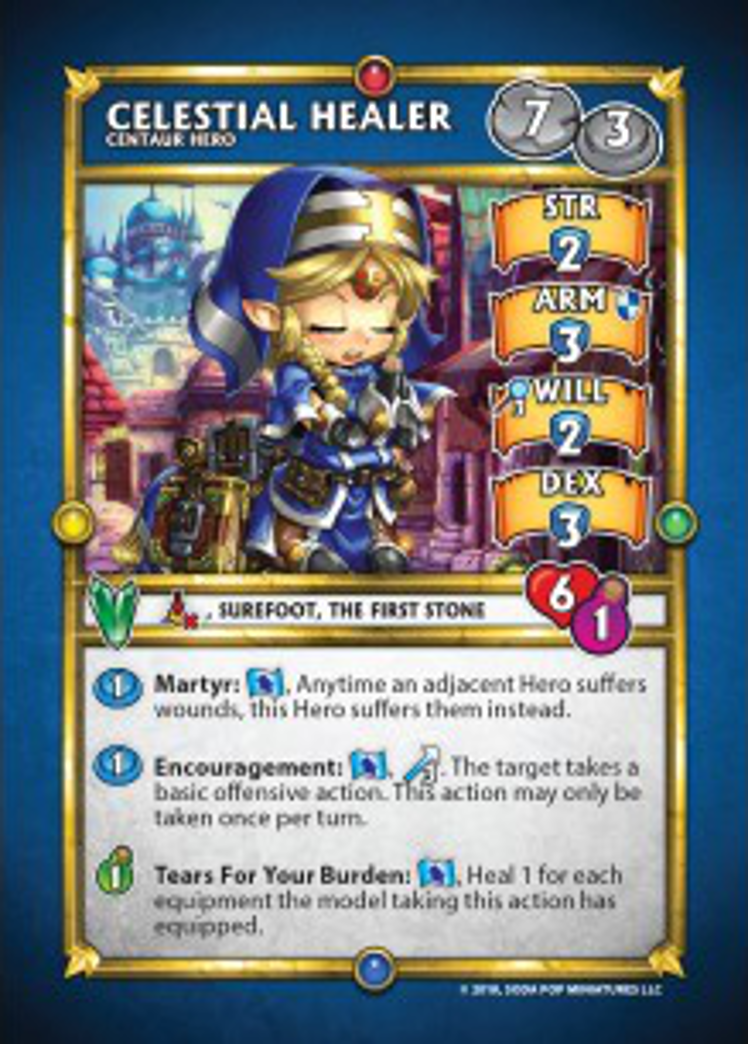 CELESTIAL HEALER
CENTAUR HERO
7
3
STR
2
ARM
3
WILL
2
DEX
3
, SUREFOOT, THE FIRST STONE
6
1
1 Martyr: , Anytime an adjacent Hero suffers
wounds, this Hero suffers them instead.
1 Encouragement: , . The target takes a
basic offensive action. This action may only be
taken once per turn.
1 Tears For Your Burden: , Heal 1 for each
equipment the model taking this action has
equipped.
SODA POP MINIATURES LLC